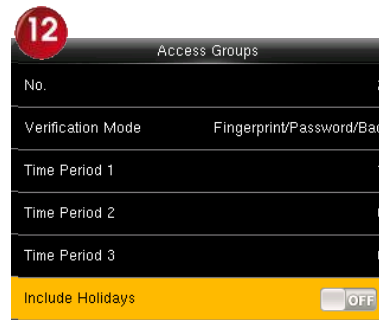 12
Access Groups
No.
Verification Mode Fingerprint/Password/Bad
Time Period 1
Time Period 2
Time Period 3
Include Holidays OFF